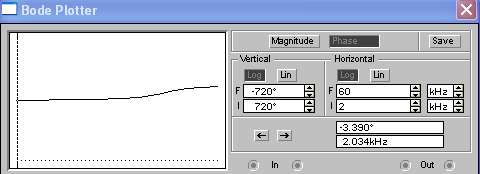 Bode Plotter
Magnitude Phase Save
Vertical Horizontal
Log Lin Log Lin
F -720° F 60 kHz
I 720° I 2 kHz
← → -3.390°
2.034kHz
In Out